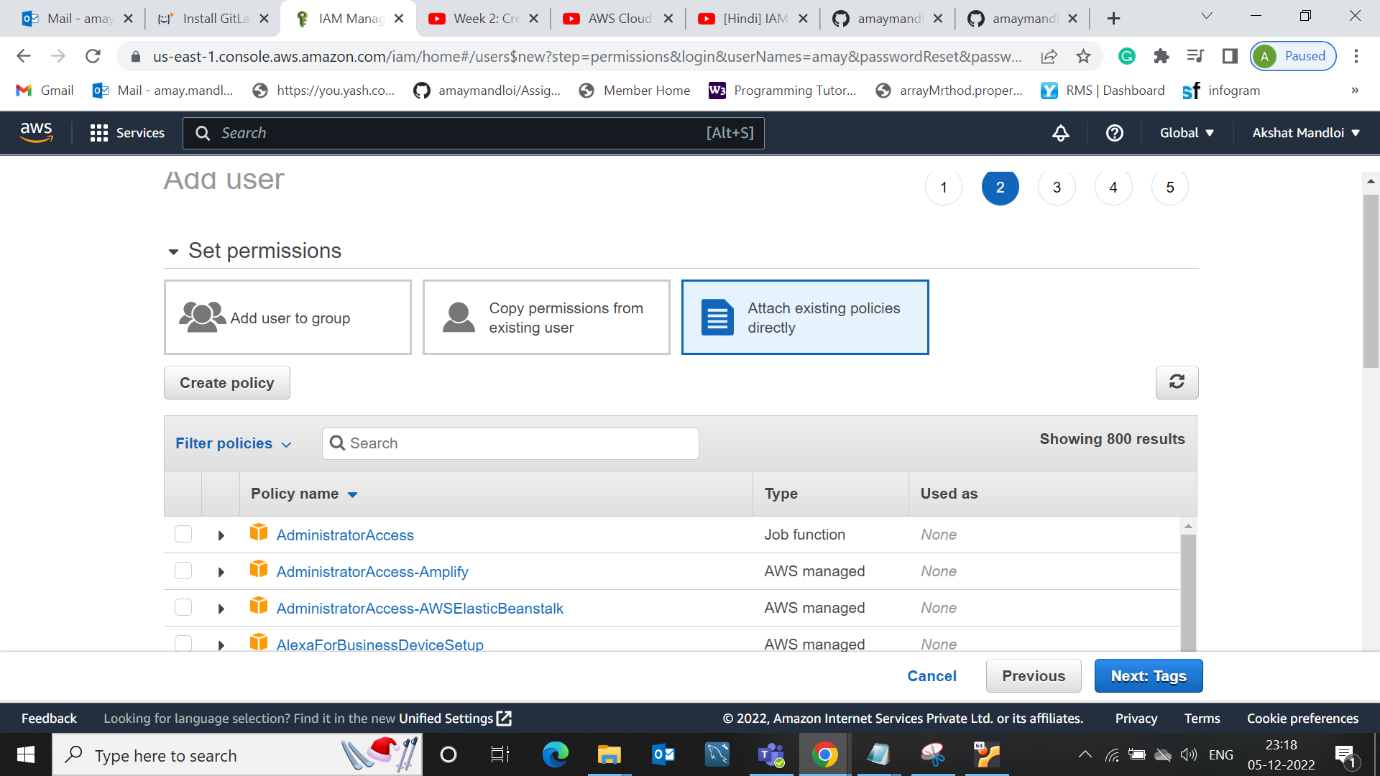 Mail - amay
Install GitLa
IAM Manag
Week 2: Cre
AWS Cloud
[Hindi] IAM
amaymandl
amaymandl
us-east-1.console.aws.amazon.com/iam/home#/users$new?step=permissions&login&userNames=amay&passwordReset&passw...
A Paused
Gmail
Mail - amay.mandl...
https://you.yash.co...
amaymandloi/Assig...
Member Home
W3 Programming Tutor...
arrayMrthod.proper...
Y RMS | Dashboard
sf infogram
»
aws
Services
Search [Alt+S]
Global
Akshat Mandloi
Add user
1 2 3 4 5
Set permissions
Add user to group
Copy permissions from
existing user
Attach existing policies
directly
Create policy
Filter policies
Search
Showing 800 results
Policy name Type Used as
AdministratorAccess Job function None
AdministratorAccess-Amplify AWS managed None
AdministratorAccess-AWSElasticBeanstalk AWS managed None
AlexaForBusinessDeviceSetup AWS managed None
Cancel Previous Next: Tags
Feedback Looking for language selection? Find it in the new Unified Settings © 2022, Amazon Internet Services Private Ltd. or its affiliates. Privacy Terms Cookie preferences
Type here to search
64
ENG
23:18
05-12-2022
1